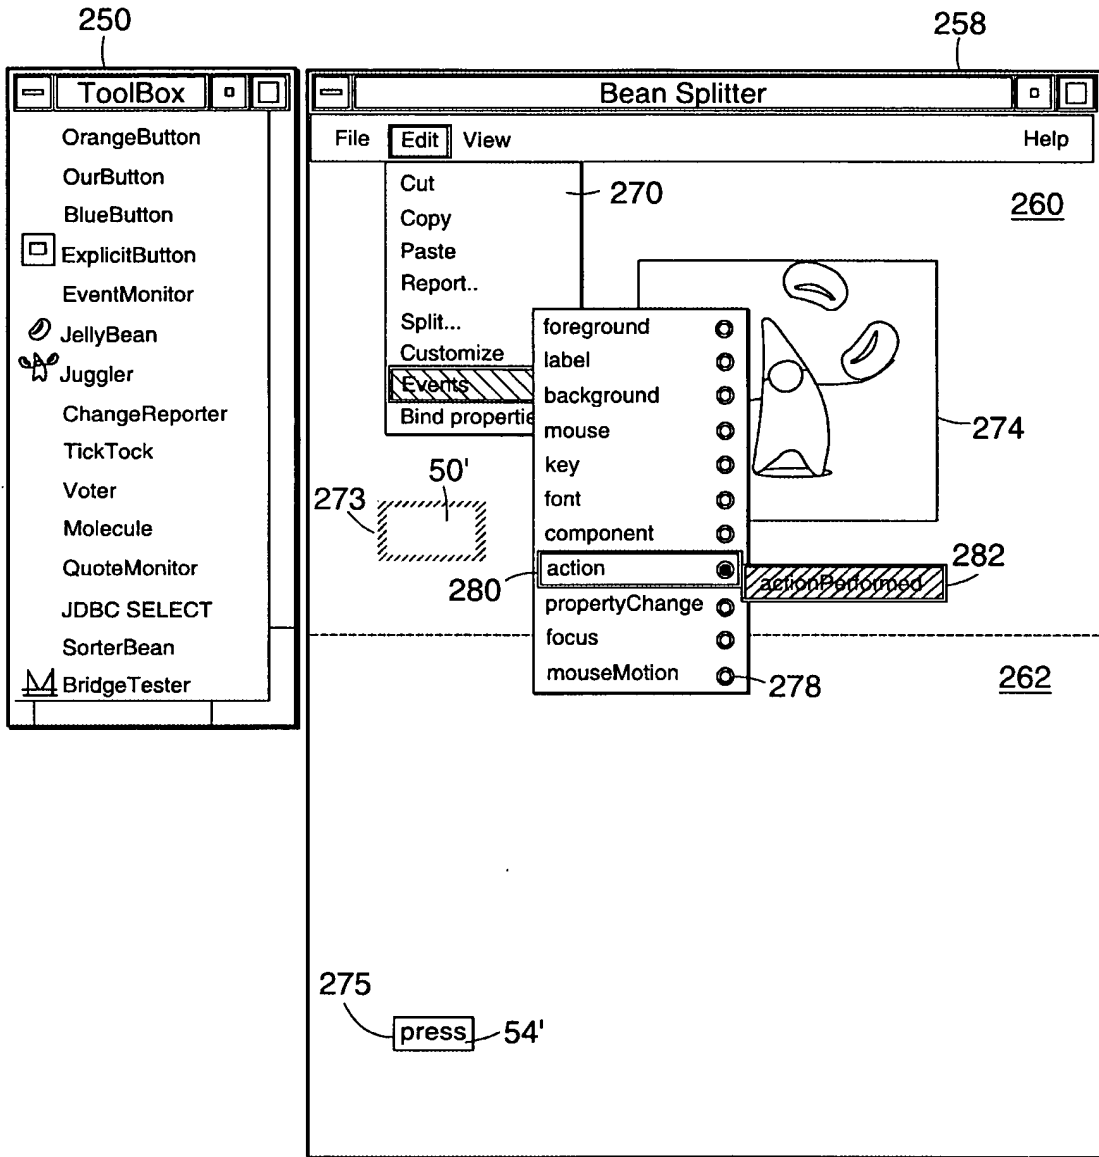 250
258
ToolBox
OrangeButton
OurButton
BlueButton
ExplicitButton
EventMonitor
JellyBean
Juggler
ChangeReporter
TickTock
Voter
Molecule
QuoteMonitor
JDBC SELECT
SorterBean
BridgeTester
Bean Splitter
File Edit View Help
Cut
Copy
Paste
Report..
Split...
Customize
Events
Bind propertie
270
260
foreground
label
background
mouse
key
font
component
action
propertyChange
focus
mouseMotion
274
50'
273
280
actionPerformed
282
278
262
275
press
54'